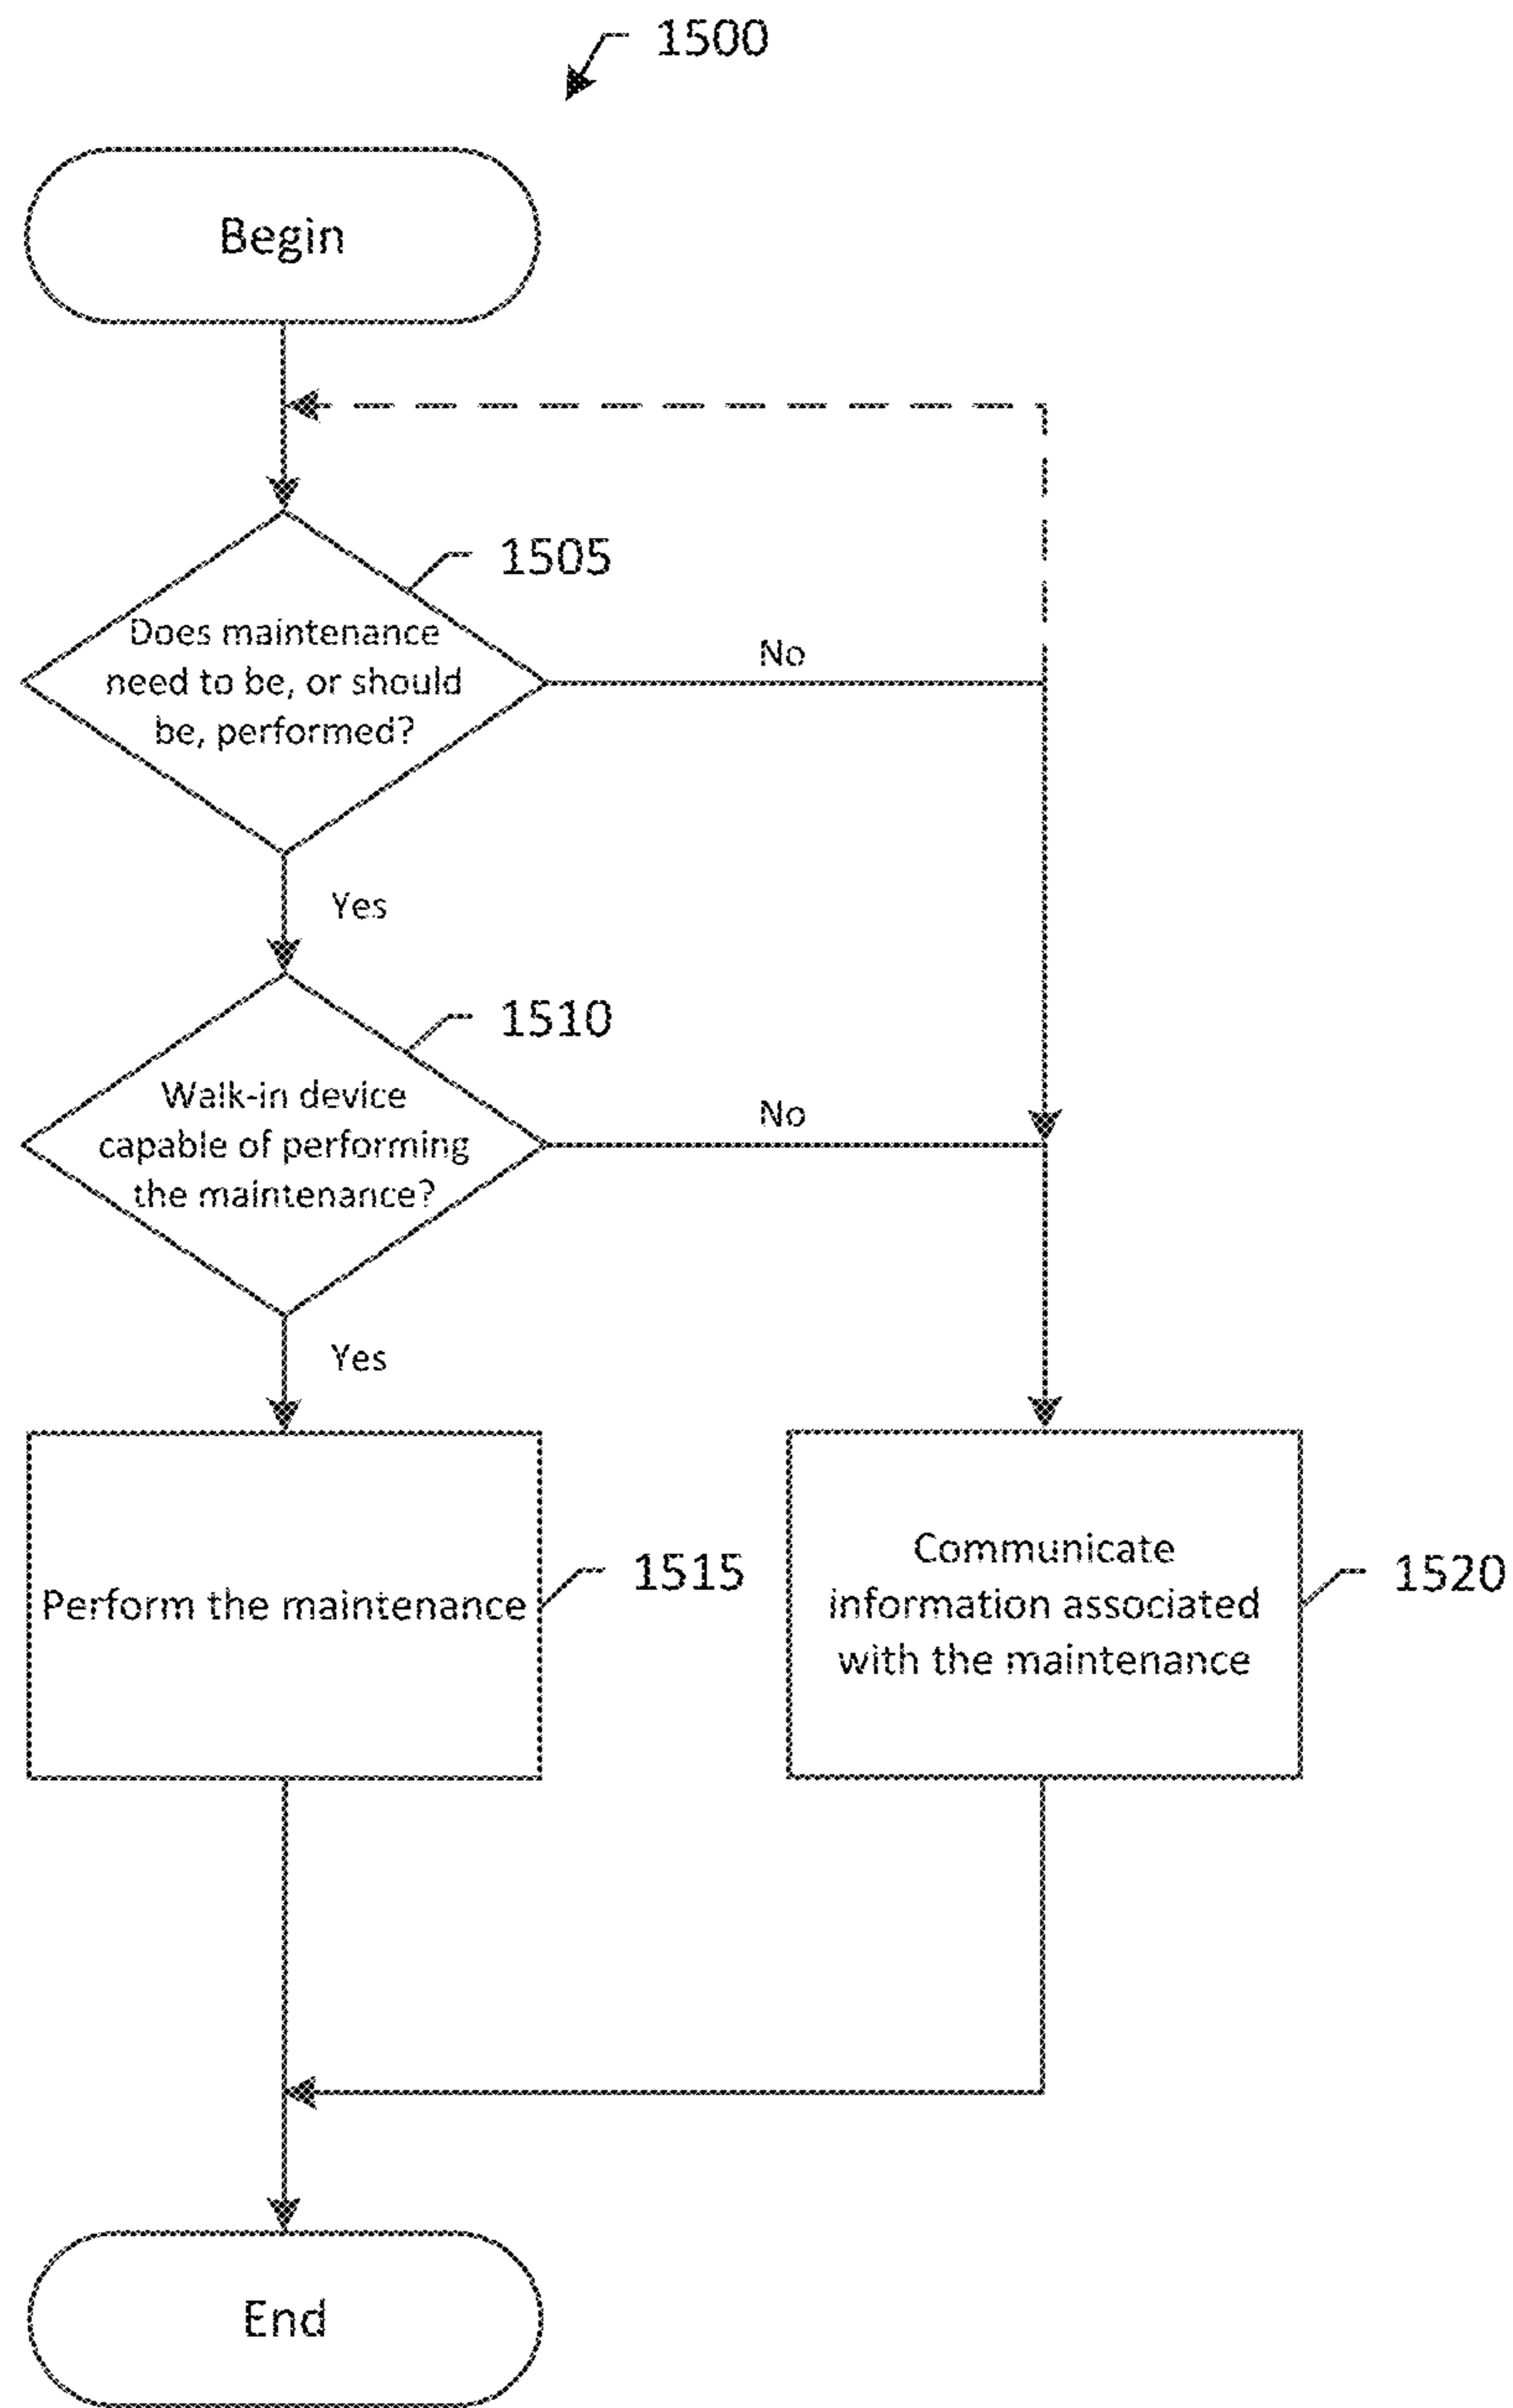 1500
Begin
1505
Does maintenance
need to be, or should
be, performed?
No
Yes
1510
Walk-in device
capable of performing
the maintenance?
No
Yes
Perform the maintenance
1515
Communicate
information associated
with the maintenance
1520
End